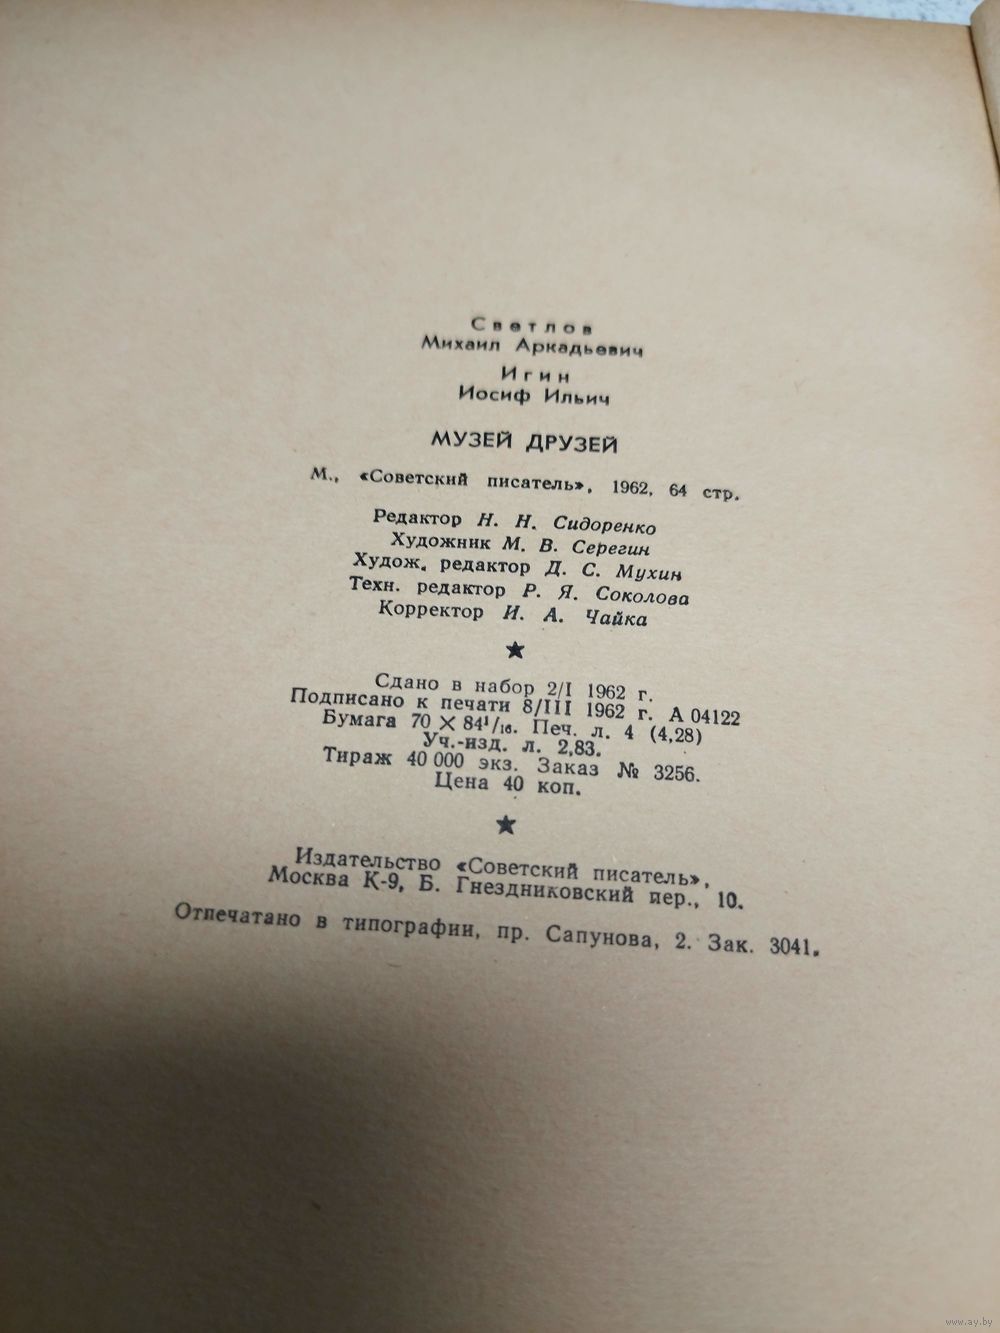 Светлов
Михаил Аркадьевич
Игин
Иосиф Ильич
МУЗЕЙ ДРУЗЕЙ
М., «Советский писатель», 1962, 64 стр.
Редактор Н. Н. Сидоренко
Художник М. В. Серегин
Худож. редактор Д. С. Мухин
Техн. редактор Р. Я. Соколова
Корректор И. А. Чайка
★
Сдано в набор 2/I 1962 г.
Подписано к печати 8/III 1962 г. А 04122
Бумага 70 × 84¹/₁₆. Печ. л. 4 (4,28)
Уч.-изд. л. 2,83.
Тираж 40 000 экз. Заказ № 3256.
Цена 40 коп.
★
Издательство «Советский писатель»,
Москва К-9, Б. Гнездниковский пер., 10.
Отпечатано в типографии, пр. Сапунова, 2. Зак. 3041.
www.ay.by